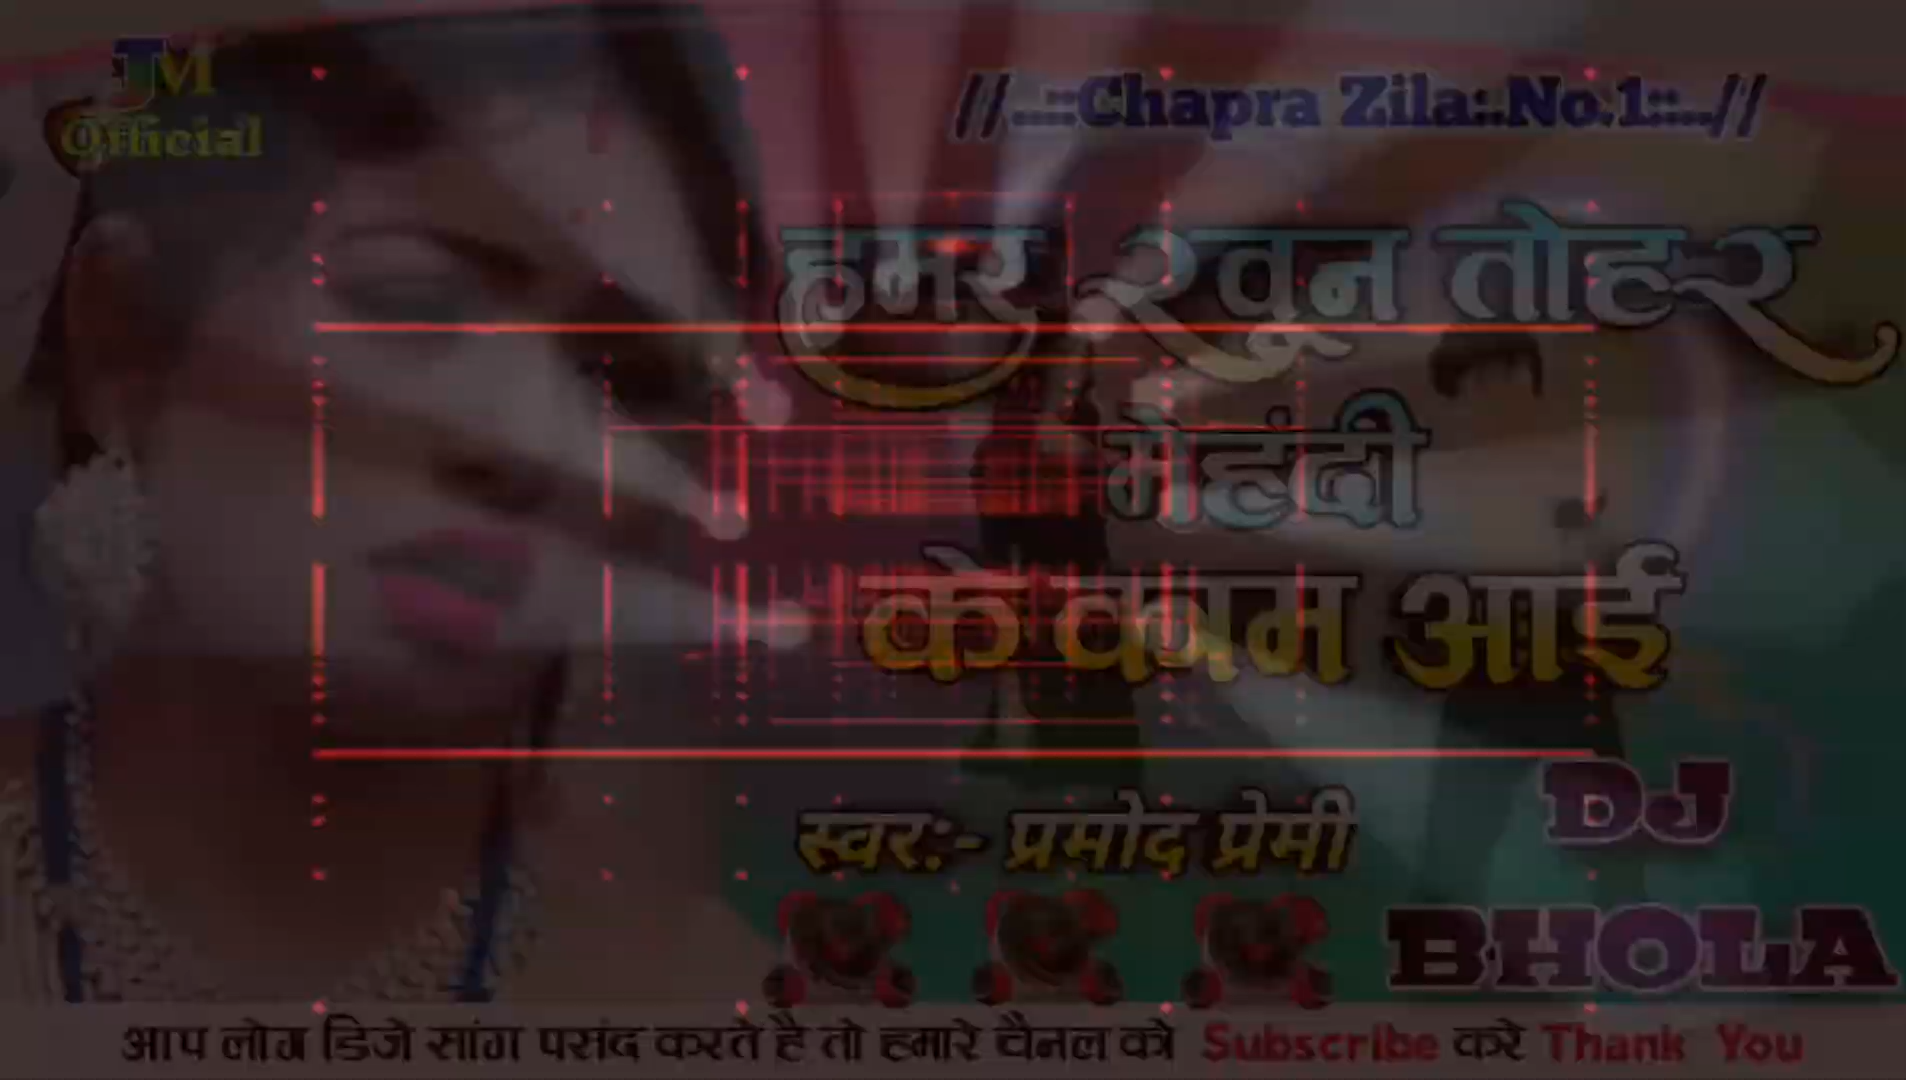 JM
Official
//..::Chapra Zila:.No.1::..//
हमर खून तोहर
मेहंदी
के काम आई
स्वर:- प्रमोद प्रेमी
DJ
BHOLA
आप लोग डिजे सांग पसंद करते है तो हमारे चैनल को Subscribe करे Thank You